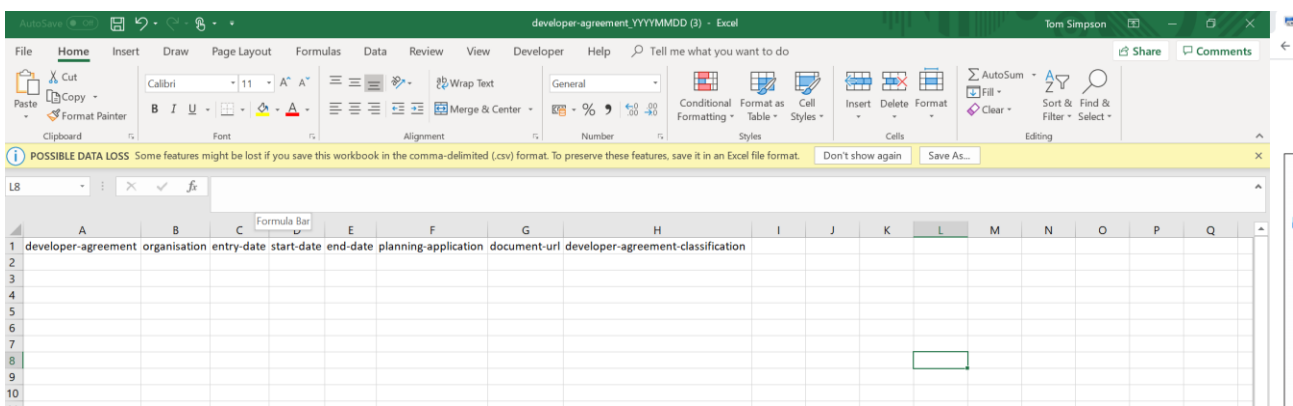 AutoSave Off developer-agreement_YYYYMMDD (3) - Excel Tom Simpson
File Home Insert Draw Page Layout Formulas Data Review View Developer Help Tell me what you want to do Share Comments
Paste
Cut
Copy
Format Painter
Clipboard
Calibri 11 A A
B I U A
Font
Wrap Text
Merge & Center
Alignment
General
% 9 .00 .00
Number
Conditional Formatting
Format as Table
Cell Styles
Styles
Insert Delete Format
Cells
AutoSum
Fill
Clear
Sort & Filter
Find & Select
Editing
POSSIBLE DATA LOSS Some features might be lost if you save this workbook in the comma-delimited (.csv) format. To preserve these features, save it in an Excel file format. Don't show again Save As...
L8 fx
Formula Bar
A B C D E F G H I J K L M N O P Q
1 developer-agreement organisation entry-date start-date end-date planning-application document-url developer-agreement-classification
2
3
4
5
6
7
8
9
10